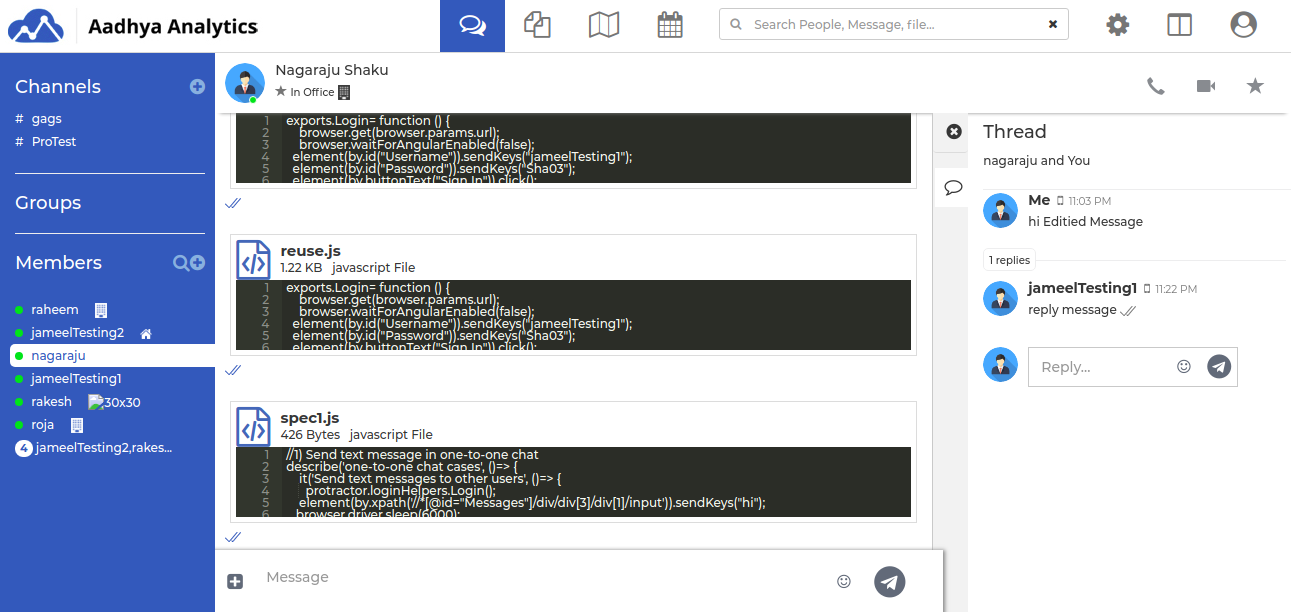 Aadhya Analytics
Search People, Message, file...
Channels
# gags
# ProTest
Groups
Members
raheem
jameelTesting2
nagaraju
jameelTesting1
rakesh 30x30
roja
4 jameelTesting2,rakes...
Nagaraju Shaku
In Office
1 exports.Login= function () {
2 browser.get(browser.params.url);
3 browser.waitForAngularEnabled(false);
4 element(by.id("Username")).sendKeys("jameelTesting1");
5 element(by.id("Password")).sendKeys("Sha03");
6 element(by.buttonText("Sign In")).click();
reuse.js
1.22 KB javascript File
1 exports.Login= function () {
2 browser.get(browser.params.url);
3 browser.waitForAngularEnabled(false);
4 element(by.id("Username")).sendKeys("jameelTesting1");
5 element(by.id("Password")).sendKeys("Sha03");
6 element(by.buttonText("Sign In")).click();
spec1.js
426 Bytes javascript File
1 //1) Send text message in one-to-one chat
2 describe('one-to-one chat cases', ()=> {
3 it('Send text messages to other users', ()=> {
4 protractor.loginHelpers.Login();
5 element(by.xpath('//*[@id="Messages"]/div/div[3]/div[1]/input')).sendKeys("hi");
6 browser.driver.sleep(6000);
Message
Thread
nagaraju and You
Me 11:03 PM
hi Editied Message
1 replies
jameelTesting1 11:22 PM
reply message
Reply...